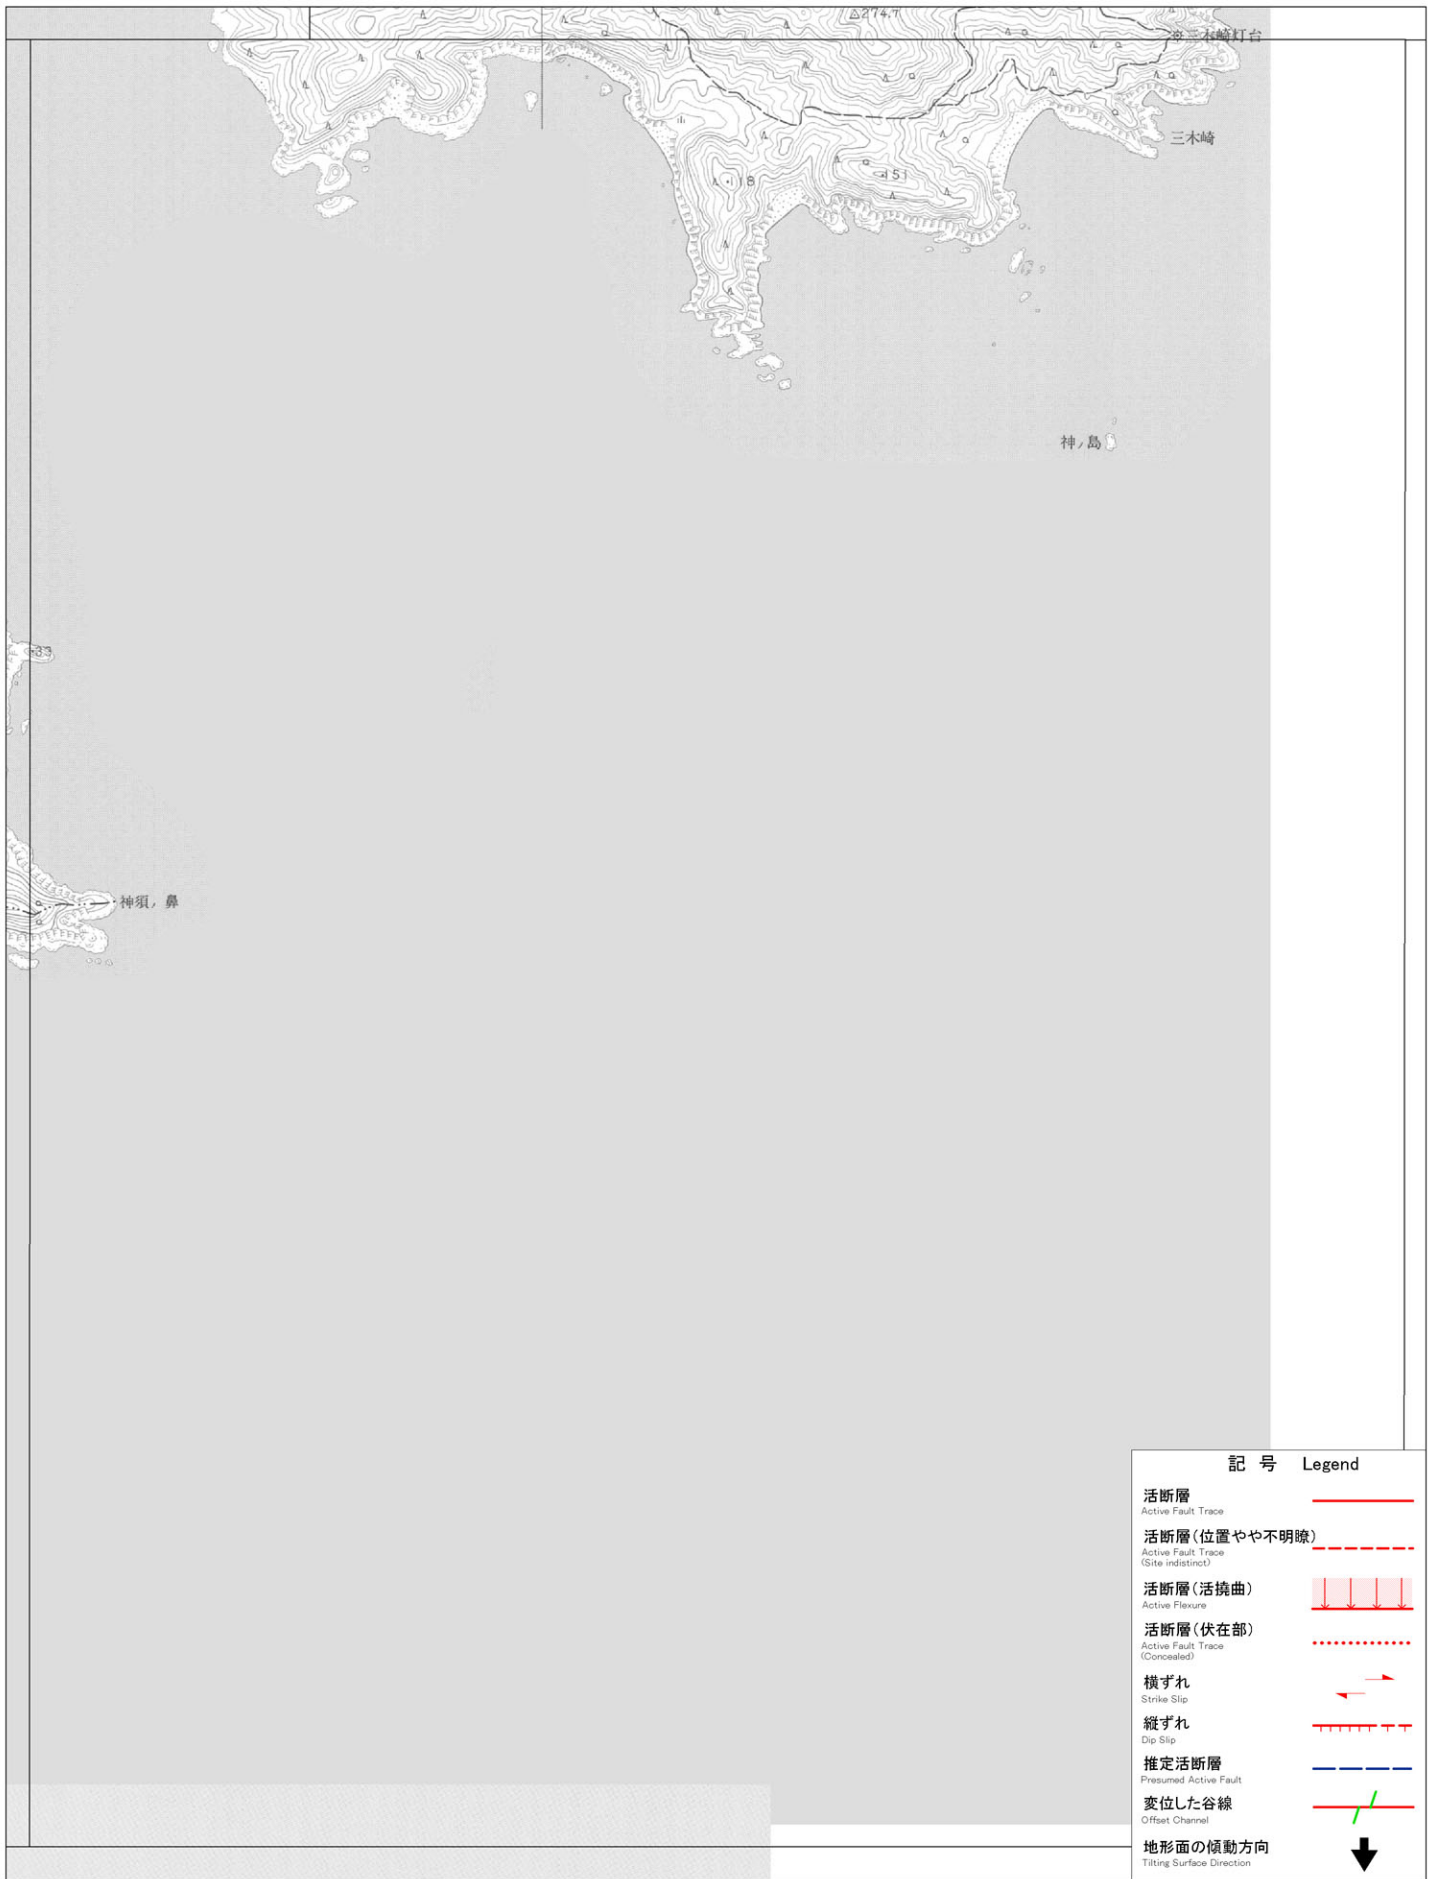 274.7
三木崎灯台
三木崎
118
151
神ノ島
33
神須ノ鼻
記号 Legend
活断層
Active Fault Trace
活断層(位置やや不明瞭)
Active Fault Trace
(Site indistinct)
活断層(活撓曲)
Active Flexure
活断層(伏在部)
Active Fault Trace
(Concealed)
横ずれ
Strike Slip
縦ずれ
Dip Slip
推定活断層
Presumed Active Fault
変位した谷線
Offset Channel
地形面の傾動方向
Tilting Surface Direction